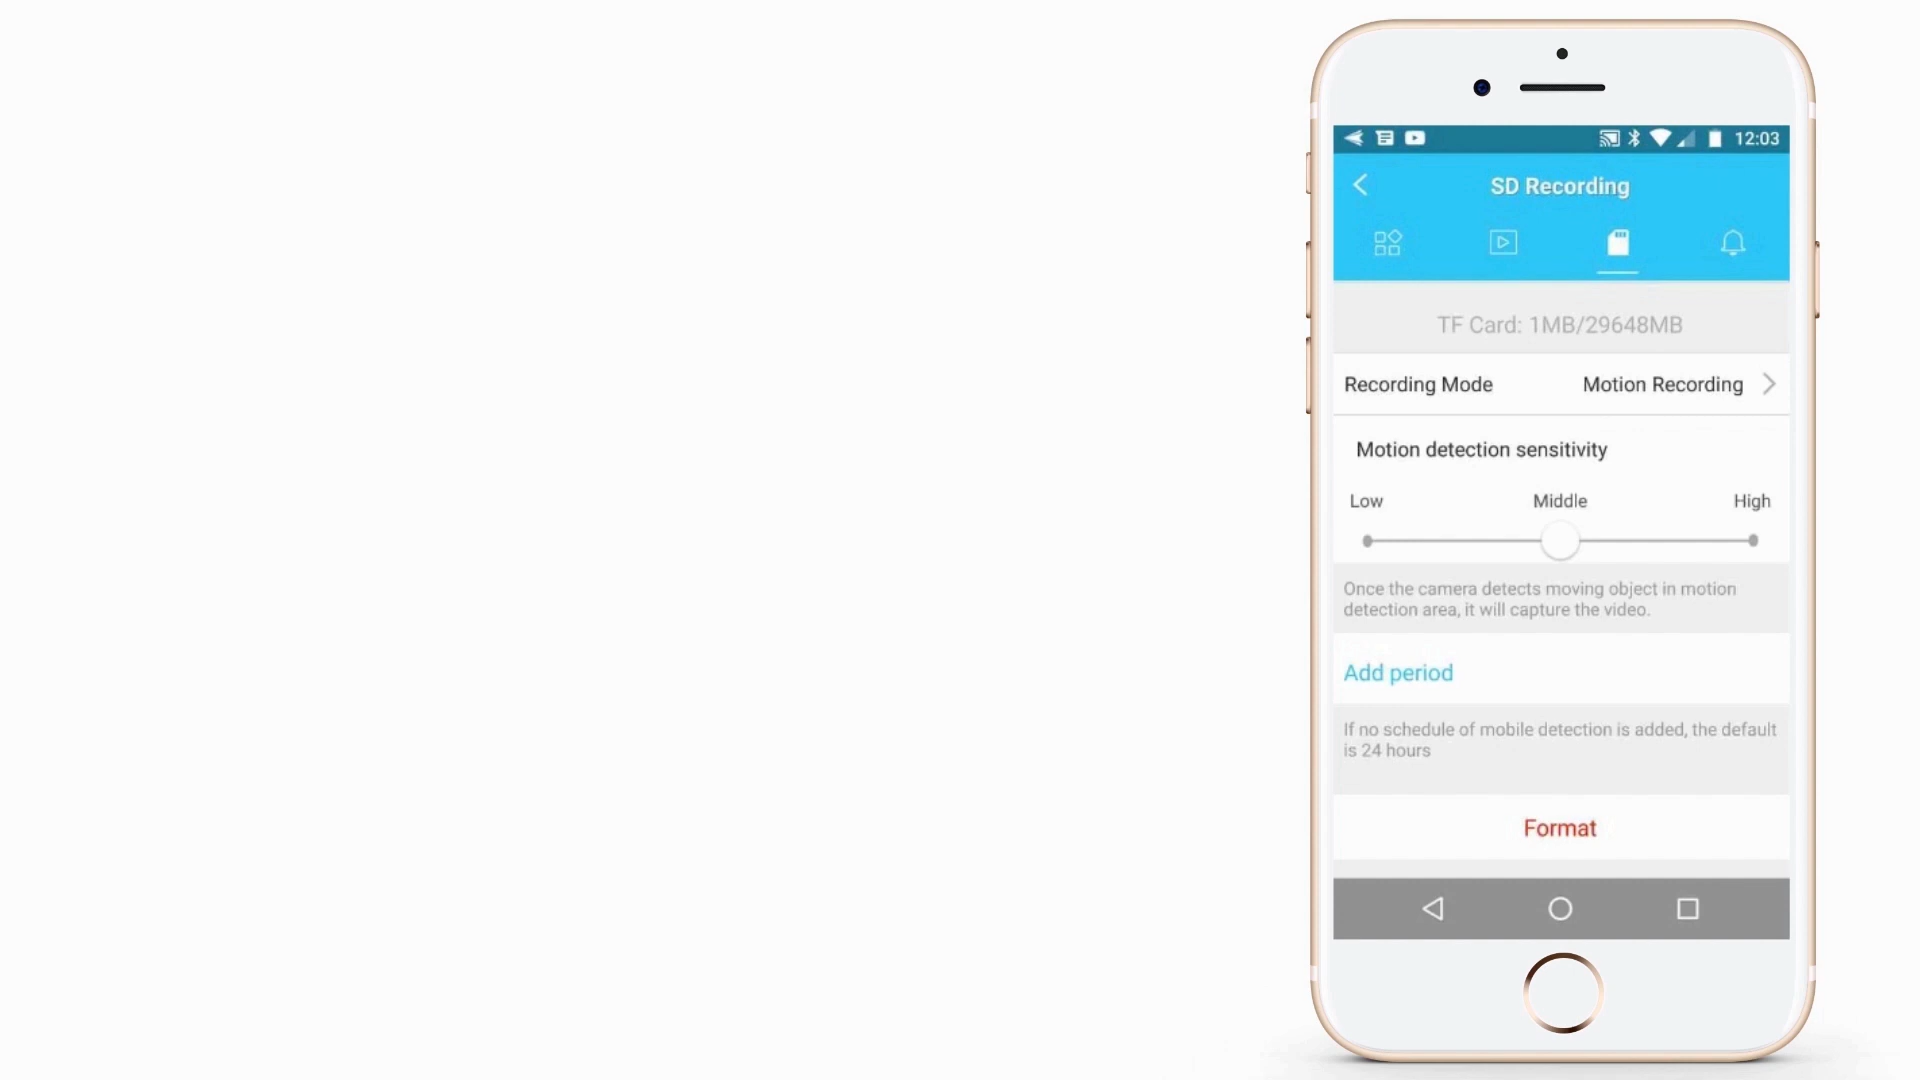 12:03
SD Recording
TF Card: 1MB/29648MB
Recording Mode Motion Recording
Motion detection sensitivity
Low Middle High
Once the camera detects moving object in motion
detection area, it will capture the video.
Add period
If no schedule of mobile detection is added, the default
is 24 hours
Format